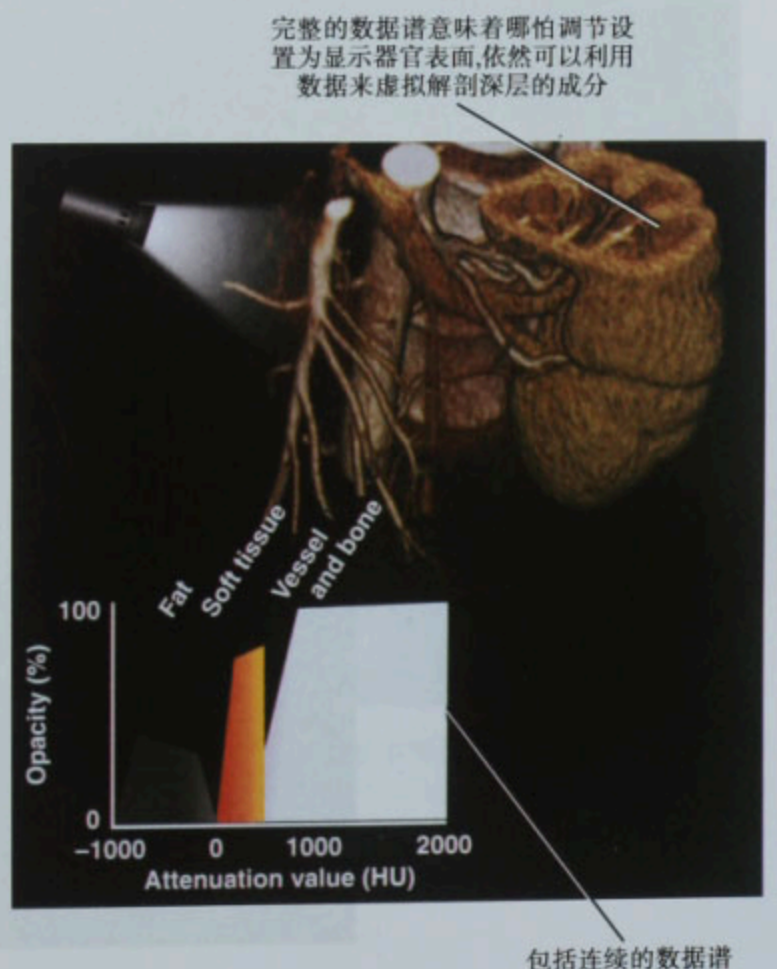 完整的数据谱意味着哪怕调节设
置为显示器官表面,依然可以利用
数据来虚拟解剖深层的成分
Fat
Soft tissue
Vessel
and bone
100
Opacity (%)
0
−1000
0
1000
2000
Attenuation value (HU)
包括连续的数据谱